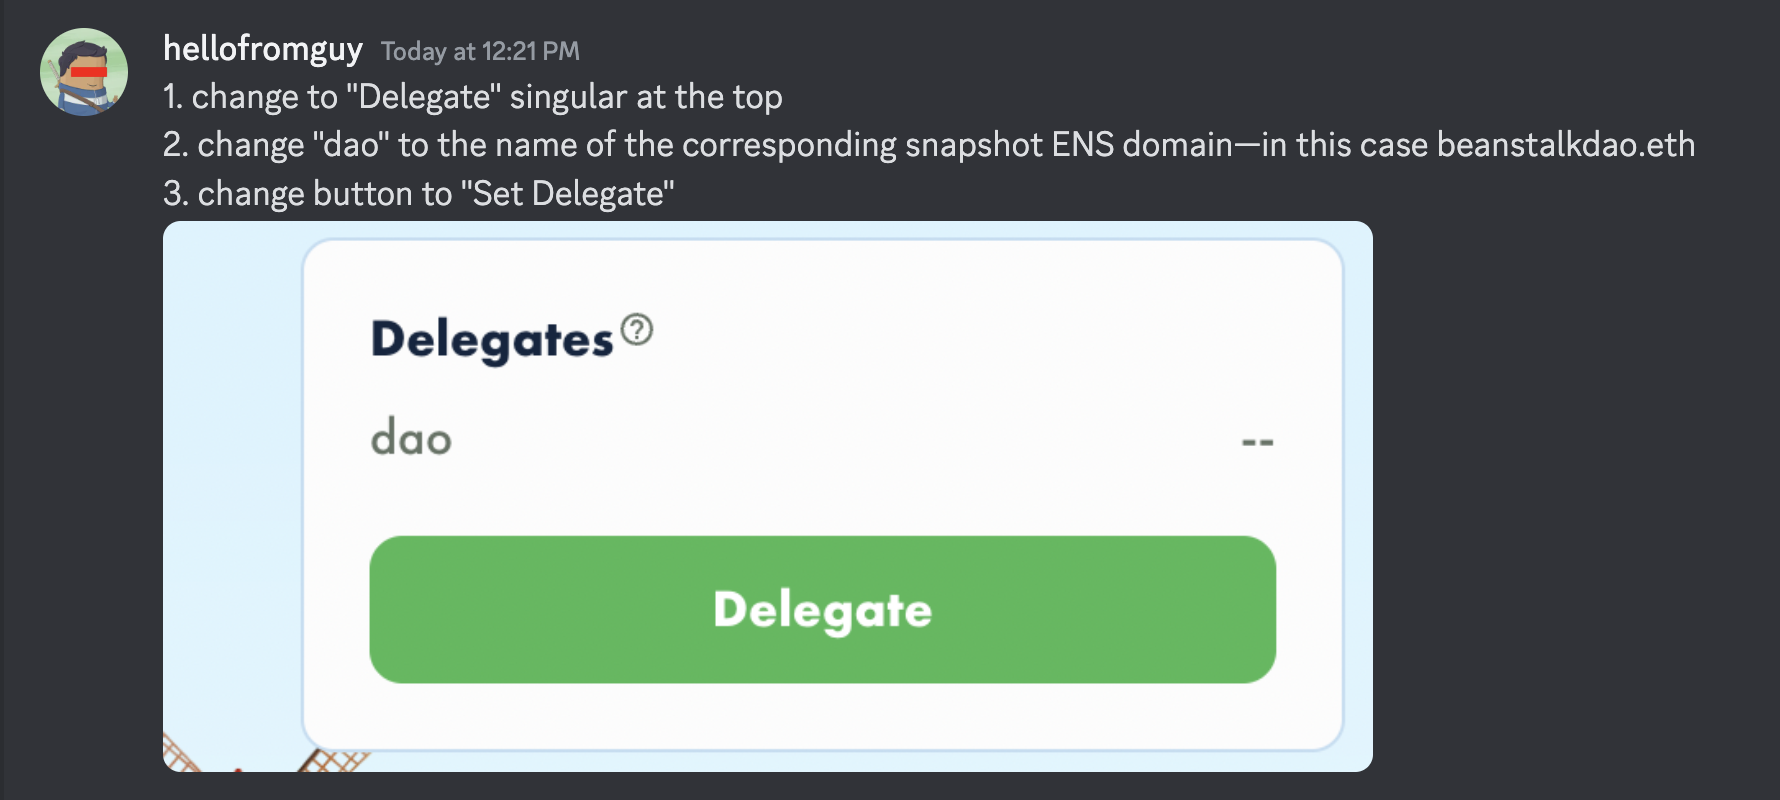 hellofromguy Today at 12:21 PM
1. change to "Delegate" singular at the top
2. change "dao" to the name of the corresponding snapshot ENS domain—in this case beanstalkdao.eth
3. change button to "Set Delegate"
Delegates ?
dao --
Delegate